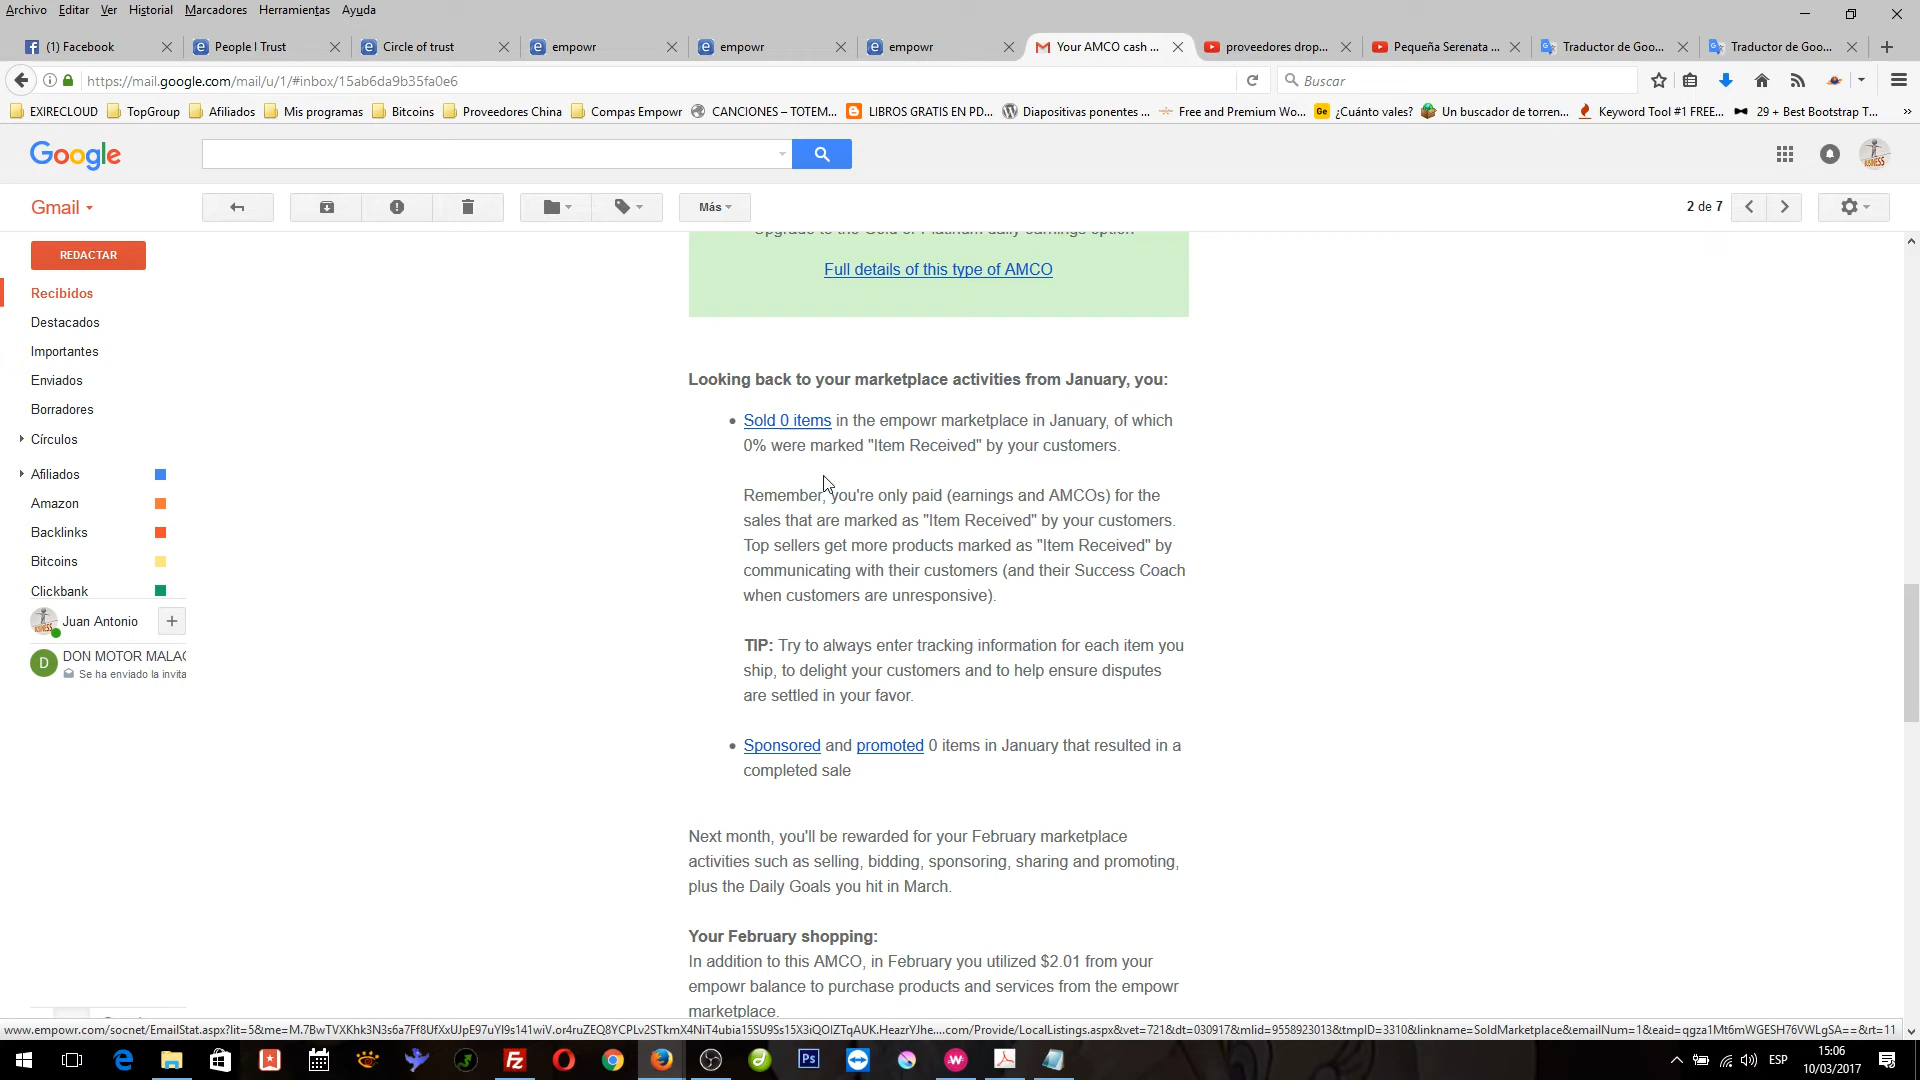 Archivo Editar Ver Historial Marcadores Herramientas Ayuda
(1) Facebook
People I Trust
Circle of trust
empowr
empowr
empowr
Your AMCO cash ...
proveedores drop...
Pequeña Serenata ...
Traductor de Goo...
Traductor de Goo...
https://mail.google.com/mail/u/1/#inbox/15ab6da9b35fa0e6
Buscar
EXIRECLOUD TopGroup Afiliados Mis programas Bitcoins Proveedores China Compas Empowr CANCIONES – TOTEM... LIBROS GRATIS EN PD... Diapositivas ponentes ... Free and Premium Wo... Ge ¿Cuánto vales? Un buscador de torren... Keyword Tool #1 FREE... 29 + Best Bootstrap T...
Google
Gmail
Más
2 de 7
REDACTAR
Recibidos
Destacados
Importantes
Enviados
Borradores
Círculos
Afiliados
Amazon
Backlinks
Bitcoins
Clickbank
Juan Antonio
D DON MOTOR MALAC
Se ha enviado la invita
Upgrade to the Gold or Platinum daily earnings option
Full details of this type of AMCO
Looking back to your marketplace activities from January, you:
• Sold 0 items in the empowr marketplace in January, of which
0% were marked "Item Received" by your customers.
Remember, you're only paid (earnings and AMCOs) for the
sales that are marked as "Item Received" by your customers.
Top sellers get more products marked as "Item Received" by
communicating with their customers (and their Success Coach
when customers are unresponsive).
TIP: Try to always enter tracking information for each item you
ship, to delight your customers and to help ensure disputes
are settled in your favor.
• Sponsored and promoted 0 items in January that resulted in a
completed sale
Next month, you'll be rewarded for your February marketplace
activities such as selling, bidding, sponsoring, sharing and promoting,
plus the Daily Goals you hit in March.
Your February shopping:
In addition to this AMCO, in February you utilized $2.01 from your
empowr balance to purchase products and services from the empowr
marketplace.
ESP
15:06
10/03/2017